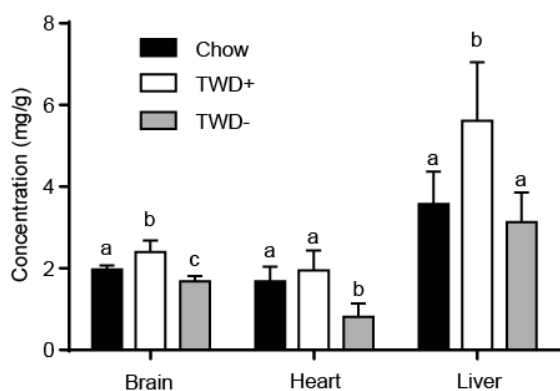 Concentration (mg/g)
8
6
4
2
0
Chow
TWD+
TWD-
a
b
c
a
a
b
a
b
a
Brain
Heart
Liver